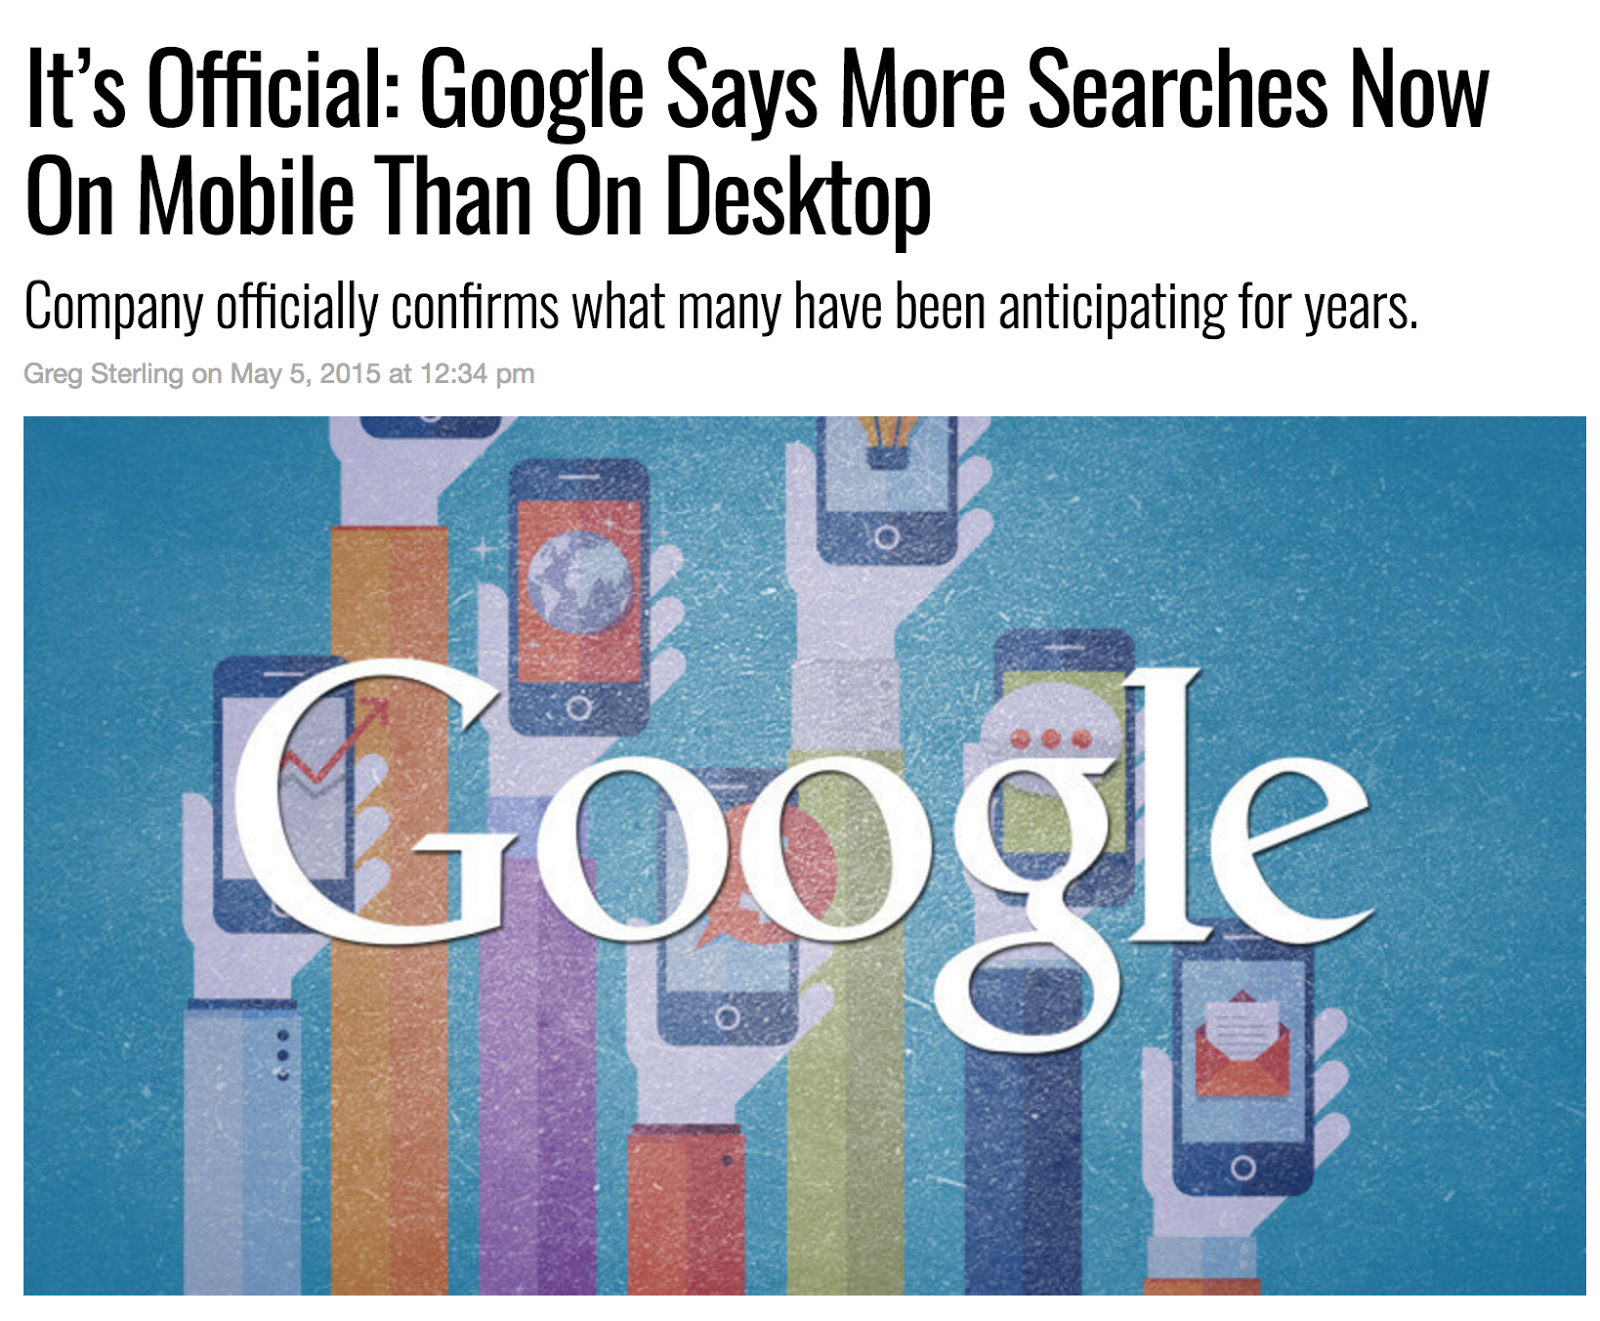 It’s Official: Google Says More Searches Now
On Mobile Than On Desktop
Company officially confirms what many have been anticipating for years.
Greg Sterling on May 5, 2015 at 12:34 pm
Google